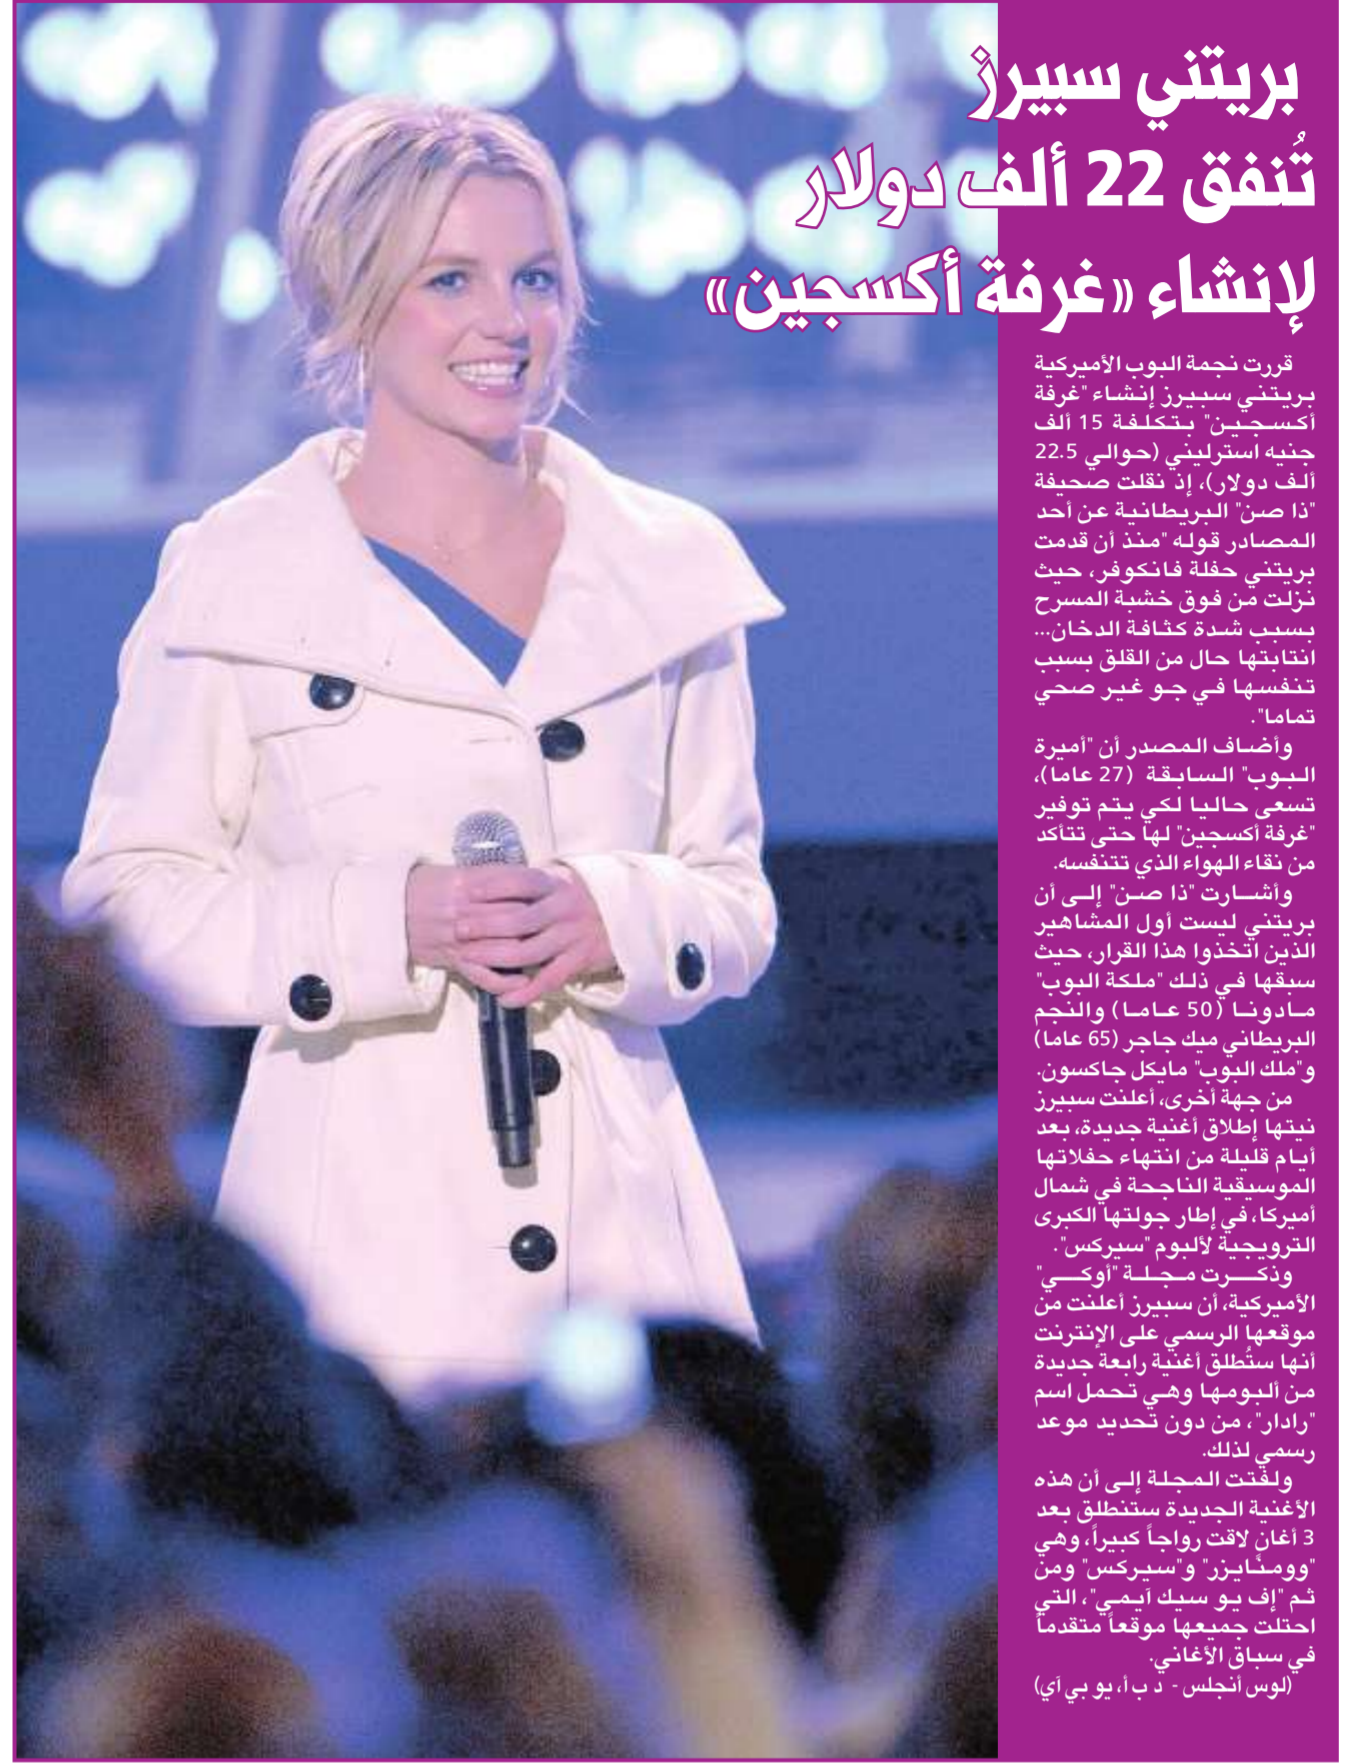 بريتني سبيرز
تُنفق 22 ألف دولار
لإنشاء «غرفة أكسجين»
قررت نجمة البوب الأميركية
بريتني سبيرز إنشاء "غرفة
أكسجين" بتكلفة 15 ألف
جنيه استرليني (حوالي 22.5
ألف دولار)، إذ نقلت صحيفة
"ذا صن" البريطانية عن أحد
المصادر قوله "منذ أن قدمت
بريتني حفلة فانكوفر، حيث
نزلت من فوق خشبة المسرح
بسبب شدة كثافة الدخان...
انتابتها حال من القلق بسبب
تنفسها في جو غير صحي
تماما".
وأضاف المصدر أن "أميرة
البوب" السابقة (27 عاما)،
تسعى حاليا لكي يتم توفير
"غرفة أكسجين" لها حتى تتأكد
من نقاء الهواء الذي تتنفسه.
وأشارت "ذا صن" إلى أن
بريتني ليست أول المشاهير
الذين اتخذوا هذا القرار، حيث
سبقها في ذلك "ملكة البوب"
مادونا (50 عاما) والنجم
البريطاني ميك جاجر (65 عاما)
و"ملك البوب" مايكل جاكسون.
من جهة أخرى، أعلنت سبيرز
نيتها إطلاق أغنية جديدة، بعد
أيام قليلة من انتهاء حفلاتها
الموسيقية الناجحة في شمال
أميركا، في إطار جولتها الكبرى
الترويجية لألبوم "سيركس".
وذكرت مجلة "أوكي"
الأميركية، أن سبيرز أعلنت من
موقعها الرسمي على الإنترنت
أنها ستُطلق أغنية رابعة جديدة
من ألبومها وهي تحمل اسم
"رادار"، من دون تحديد موعد
رسمي لذلك.
ولفتت المجلة إلى أن هذه
الأغنية الجديدة ستنطلق بعد
3 أغانٍ لاقت رواجاً كبيراً، وهي
"وومنايزر" و"سيركس" ومن
ثم "إف يو سيك آيمي"، التي
احتلت جميعها موقعاً متقدماً
في سباق الأغاني.
(لوس أنجلس - د ب أ، يو بي آي)